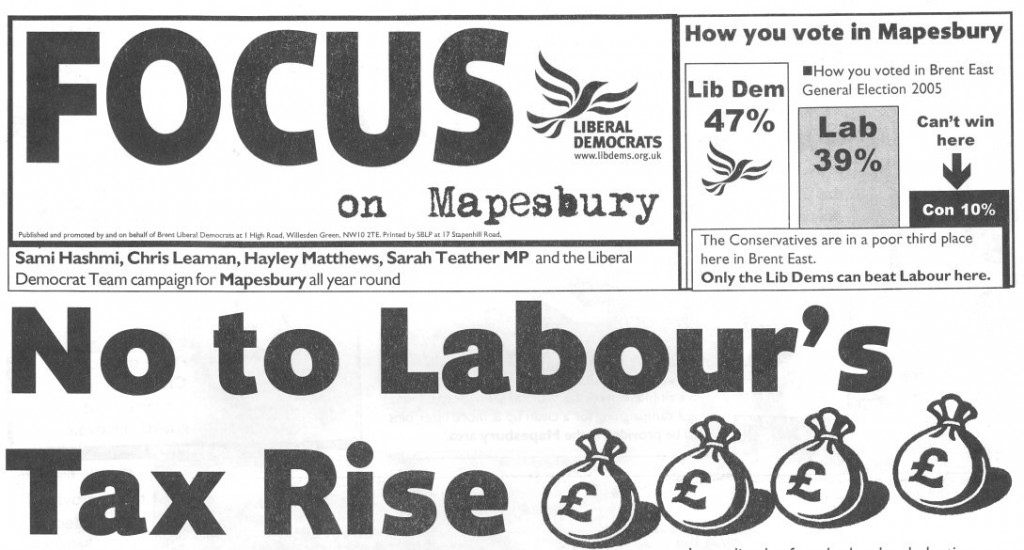 FOCUS
LIBERAL
DEMOCRATS
www.libdems.org.uk
on Mapesbury
Published and promoted by and on behalf of Brent Liberal Democrats at 1 High Road, Willesden Green, NW10 2TE. Printed by SBLP at 17 Stapenhill Road.
Sami Hashmi, Chris Leaman, Hayley Matthews, Sarah Teather MP and the Liberal
Democrat Team campaign for Mapesbury all year round
How you vote in Mapesbury
■How you voted in Brent East
General Election 2005
Lib Dem
47%
Lab
39%
Can't win
here
Con 10%
The Conservatives are in a poor third place
here in Brent East.
Only the Lib Dems can beat Labour here.
No to Labour's
Tax Rise
£ £ £ £